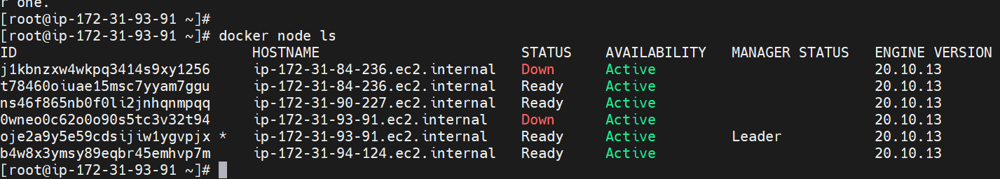 r one.
[root@ip-172-31-93-91 ~]#
[root@ip-172-31-93-91 ~]# docker node ls
ID HOSTNAME STATUS AVAILABILITY MANAGER STATUS ENGINE VERSION
j1kbnzxw4wkpq3414s9xy1256 ip-172-31-84-236.ec2.internal Down Active 20.10.13
t78460oiuae15msc7yyam7ggu ip-172-31-84-236.ec2.internal Ready Active 20.10.13
ns46f865nb0f0li2jnhqnmpqq ip-172-31-90-227.ec2.internal Ready Active 20.10.13
0wneo0c62o0o90s5tc3v32t94 ip-172-31-93-91.ec2.internal Down Active 20.10.13
oje2a9y5e59cdsijiw1ygvpjx * ip-172-31-93-91.ec2.internal Ready Active Leader 20.10.13
b4w8x3ymsy89eqbr45emhvp7m ip-172-31-94-124.ec2.internal Ready Active 20.10.13
[root@ip-172-31-93-91 ~]#